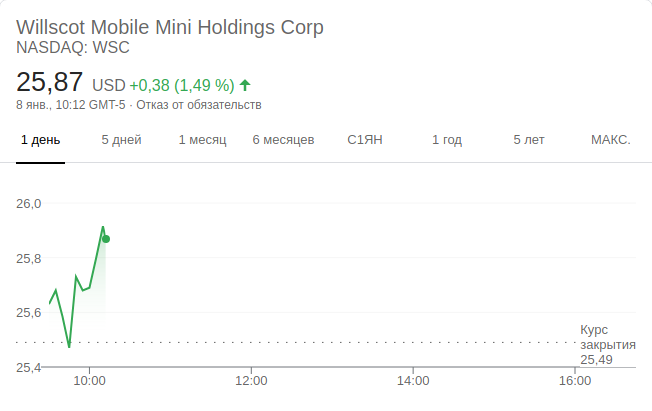 Willscot Mobile Mini Holdings Corp
NASDAQ: WSC
25,87 USD +0,38 (1,49 %)
8 янв., 10:12 GMT-5 · Отказ от обязательств
1 день 5 дней 1 месяц 6 месяцев С1ЯН 1 год 5 лет МАКС.
26,0
25,8
25,6
Курс
закрытия
25,49
25,4
10:00 12:00 14:00 16:00